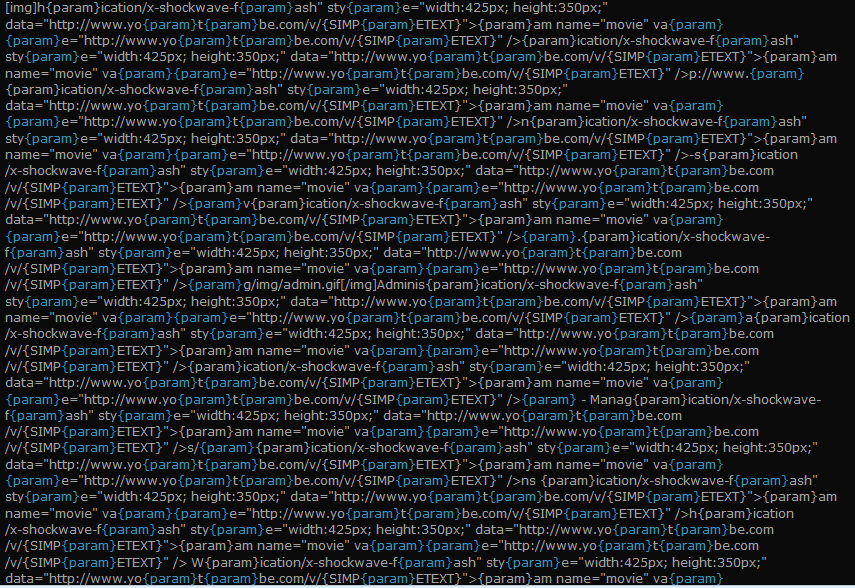 [img]h{param}ication/x-shockwave-f{param}ash" sty{param}e="width:425px; height:350px;"
data="http://www.yo{param}t{param}be.com/v/{SIMP{param}ETEXT}">{param}am name="movie" va{param}
{param}e="http://www.yo{param}t{param}be.com/v/{SIMP{param}ETEXT}" />{param}ication/x-shockwave-f{param}ash"
sty{param}e="width:425px; height:350px;" data="http://www.yo{param}t{param}be.com/v/{SIMP{param}ETEXT}">{param}am
name="movie" va{param}{param}e="http://www.yo{param}t{param}be.com/v/{SIMP{param}ETEXT}" />p://www.{param}
{param}ication/x-shockwave-f{param}ash" sty{param}e="width:425px; height:350px;"
data="http://www.yo{param}t{param}be.com/v/{SIMP{param}ETEXT}">{param}am name="movie" va{param}
{param}e="http://www.yo{param}t{param}be.com/v/{SIMP{param}ETEXT}" />n{param}ication/x-shockwave-f{param}ash"
sty{param}e="width:425px; height:350px;" data="http://www.yo{param}t{param}be.com/v/{SIMP{param}ETEXT}">{param}am
name="movie" va{param}{param}e="http://www.yo{param}t{param}be.com/v/{SIMP{param}ETEXT}" />-s{param}ication
/x-shockwave-f{param}ash" sty{param}e="width:425px; height:350px;" data="http://www.yo{param}t{param}be.com
/v/{SIMP{param}ETEXT}">{param}am name="movie" va{param}{param}e="http://www.yo{param}t{param}be.com
/v/{SIMP{param}ETEXT}" />{param}v{param}ication/x-shockwave-f{param}ash" sty{param}e="width:425px; height:350px;"
data="http://www.yo{param}t{param}be.com/v/{SIMP{param}ETEXT}">{param}am name="movie" va{param}
{param}e="http://www.yo{param}t{param}be.com/v/{SIMP{param}ETEXT}" />{param}.{param}ication/x-shockwave-
f{param}ash" sty{param}e="width:425px; height:350px;" data="http://www.yo{param}t{param}be.com
/v/{SIMP{param}ETEXT}">{param}am name="movie" va{param}{param}e="http://www.yo{param}t{param}be.com
/v/{SIMP{param}ETEXT}" />{param}g/img/admin.gif[/img]Adminis{param}ication/x-shockwave-f{param}ash"
sty{param}e="width:425px; height:350px;" data="http://www.yo{param}t{param}be.com/v/{SIMP{param}ETEXT}">{param}am
name="movie" va{param}{param}e="http://www.yo{param}t{param}be.com/v/{SIMP{param}ETEXT}" />{param}a{param}ication
/x-shockwave-f{param}ash" sty{param}e="width:425px; height:350px;" data="http://www.yo{param}t{param}be.com
/v/{SIMP{param}ETEXT}">{param}am name="movie" va{param}{param}e="http://www.yo{param}t{param}be.com
/v/{SIMP{param}ETEXT}" />{param}ication/x-shockwave-f{param}ash" sty{param}e="width:425px; height:350px;"
data="http://www.yo{param}t{param}be.com/v/{SIMP{param}ETEXT}">{param}am name="movie" va{param}
{param}e="http://www.yo{param}t{param}be.com/v/{SIMP{param}ETEXT}" />{param} - Manag{param}ication/x-shockwave-
f{param}ash" sty{param}e="width:425px; height:350px;" data="http://www.yo{param}t{param}be.com
/v/{SIMP{param}ETEXT}">{param}am name="movie" va{param}{param}e="http://www.yo{param}t{param}be.com
/v/{SIMP{param}ETEXT}" />s/{param}{param}ication/x-shockwave-f{param}ash" sty{param}e="width:425px; height:350px;"
data="http://www.yo{param}t{param}be.com/v/{SIMP{param}ETEXT}">{param}am name="movie" va{param}
{param}e="http://www.yo{param}t{param}be.com/v/{SIMP{param}ETEXT}" />ns {param}ication/x-shockwave-f{param}ash"
sty{param}e="width:425px; height:350px;" data="http://www.yo{param}t{param}be.com/v/{SIMP{param}ETEXT}">{param}am
name="movie" va{param}{param}e="http://www.yo{param}t{param}be.com/v/{SIMP{param}ETEXT}" />h{param}ication
/x-shockwave-f{param}ash" sty{param}e="width:425px; height:350px;" data="http://www.yo{param}t{param}be.com
/v/{SIMP{param}ETEXT}">{param}am name="movie" va{param}{param}e="http://www.yo{param}t{param}be.com
/v/{SIMP{param}ETEXT}" /> W{param}ication/x-shockwave-f{param}ash" sty{param}e="width:425px; height:350px;"
data="http://www.yo{param}t{param}be.com/v/{SIMP{param}ETEXT}">{param}am name="movie" va{param}